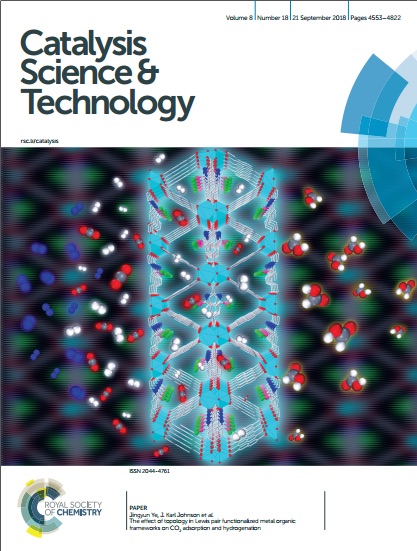 Volume 8 | Number 18 | 21 September 2018 | Pages 4553–4822
Catalysis
Science &
Technology
rsc.li/catalysis
ISSN 2044-4761
ROYAL SOCIETY
OF CHEMISTRY
PAPER
Jingyun Ye, J. Karl Johnson et al.
The effect of topology in Lewis pair functionalized metal organic
frameworks on CO₂ adsorption and hydrogenation